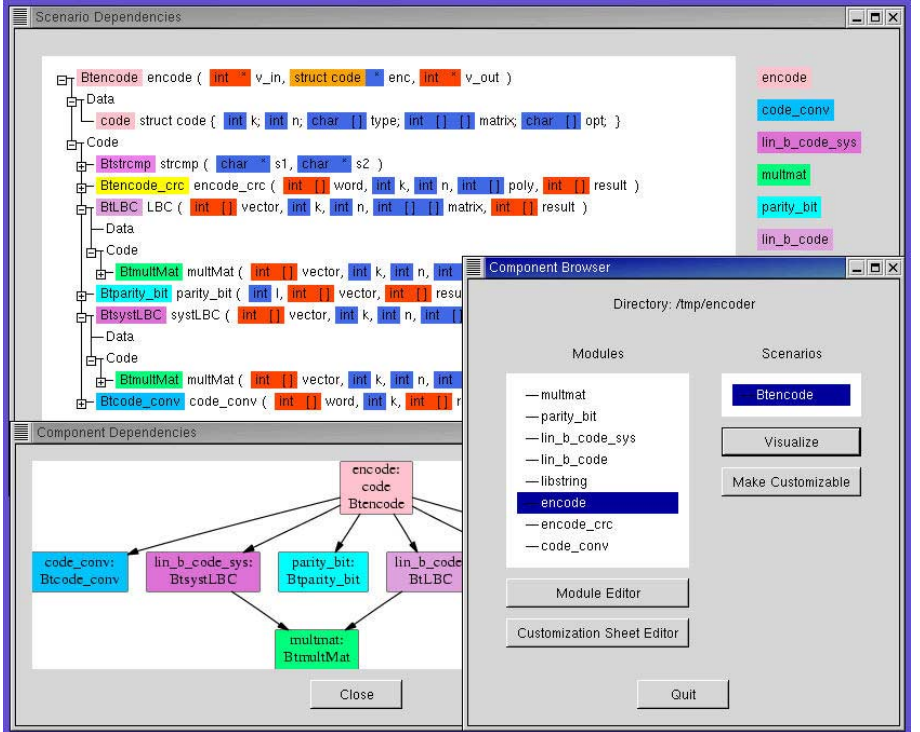 Scenario Dependencies
Btencode encode ( int * v_in, struct code * enc, int * v_out )
Data
code struct code { int k; int n; char [] type; int [] [] matrix; char [] opt; }
Code
Btstrcmp strcmp ( char * s1, char * s2 )
Btencode_crc encode_crc ( int [] word, int k, int n, int [] poly, int [] result )
BtLBC LBC ( int [] vector, int k, int n, int [] [] matrix, int [] result )
Data
Code
BtmultMat multMat ( int [] vector, int k, int n, int
Btparity_bit parity_bit ( int l, int [] vector, int [] resu
BtsystLBC systLBC ( int [] vector, int k, int n, int []
Data
Code
BtmultMat multMat ( int [] vector, int k, int n, int
Btcode_conv code_conv ( int [] word, int k, int [] r
encode
code_conv
lin_b_code_sys
multmat
parity_bit
lin_b_code
Component Dependencies
encode:
code
Btencode
code_conv:
Btcode_conv
lin_b_code_sys:
BtsystLBC
parity_bit:
Btparity_bit
lin_b_code
BtLBC
multmat:
BtmultMat
Close
Component Browser
Directory: /tmp/encoder
Modules
multmat
parity_bit
lin_b_code_sys
lin_b_code
libstring
encode
encode_crc
code_conv
Module Editor
Customization Sheet Editor
Scenarios
Btencode
Visualize
Make Customizable
Quit